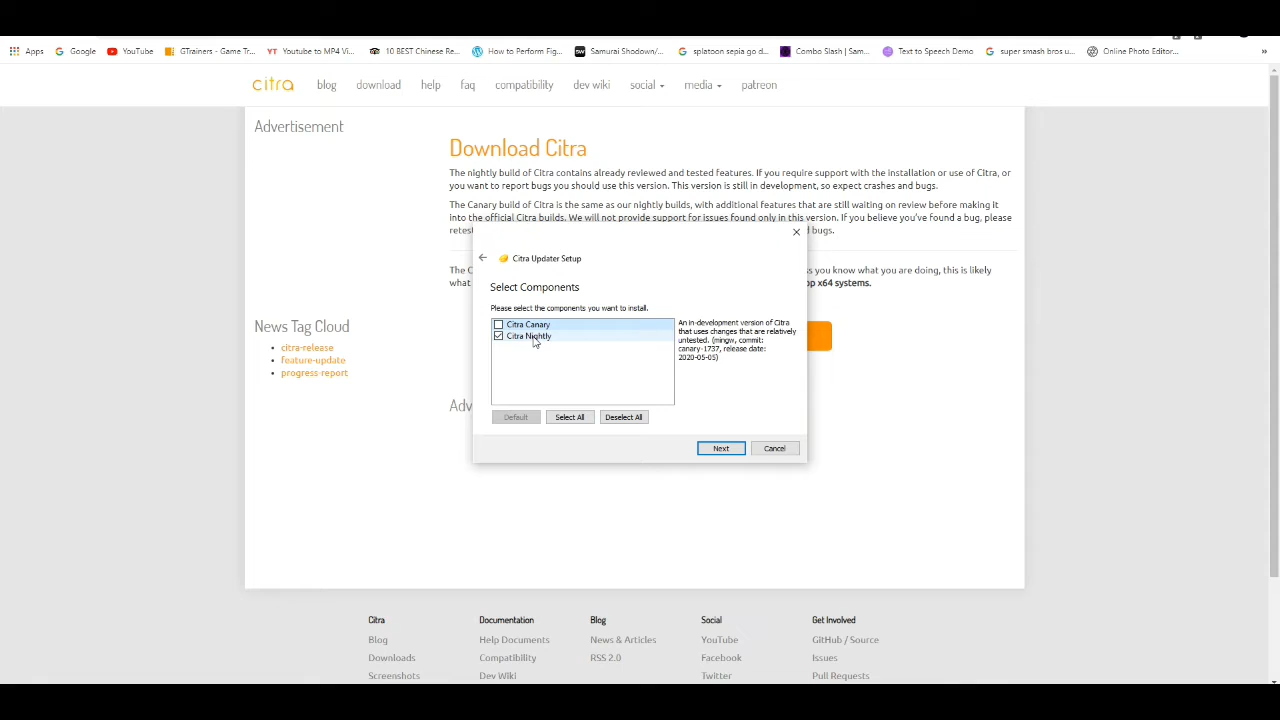 Apps Google YouTube GTrainers - Game Tr... Youtube to MP4 Vi... 10 BEST Chinese Re... How to Perform Fig... Samurai Shodown/... splatoon sepia go d... Combo Slash | Sam... Text to Speech Demo super smash bros u... Online Photo Editor... »
citra blog download help faq compatibility dev wiki social media patreon
Advertisement
Download Citra
The nightly build of Citra contains already reviewed and tested features. If you require support with the installation or use of Citra, or
you want to report bugs you should use this version. This version is still in development, so expect crashes and bugs.
The Canary build of Citra is the same as our nightly builds, with additional features that are still waiting on review before making it
into the official Citra builds. We will not provide support for issues found only in this version. If you believe you've found a bug, please
retes d bugs.
The C s you know what you are doing, this is likely
what op x64 systems.
Citra Updater Setup
Select Components
Please select the components you want to install.
Citra Canary
Citra Nightly
An in-development version of Citra
that uses changes that are relatively
untested. (mingw, commit:
canary-1737, release date:
2020-05-05)
Default Select All Deselect All
Next Cancel
News Tag Cloud
citra-release
feature-update
progress-report
Adv
Citra
Blog
Downloads
Screenshots
Documentation
Help Documents
Compatibility
Dev Wiki
Blog
News & Articles
RSS 2.0
Social
YouTube
Facebook
Twitter
Get Involved
GitHub / Source
Issues
Pull Requests